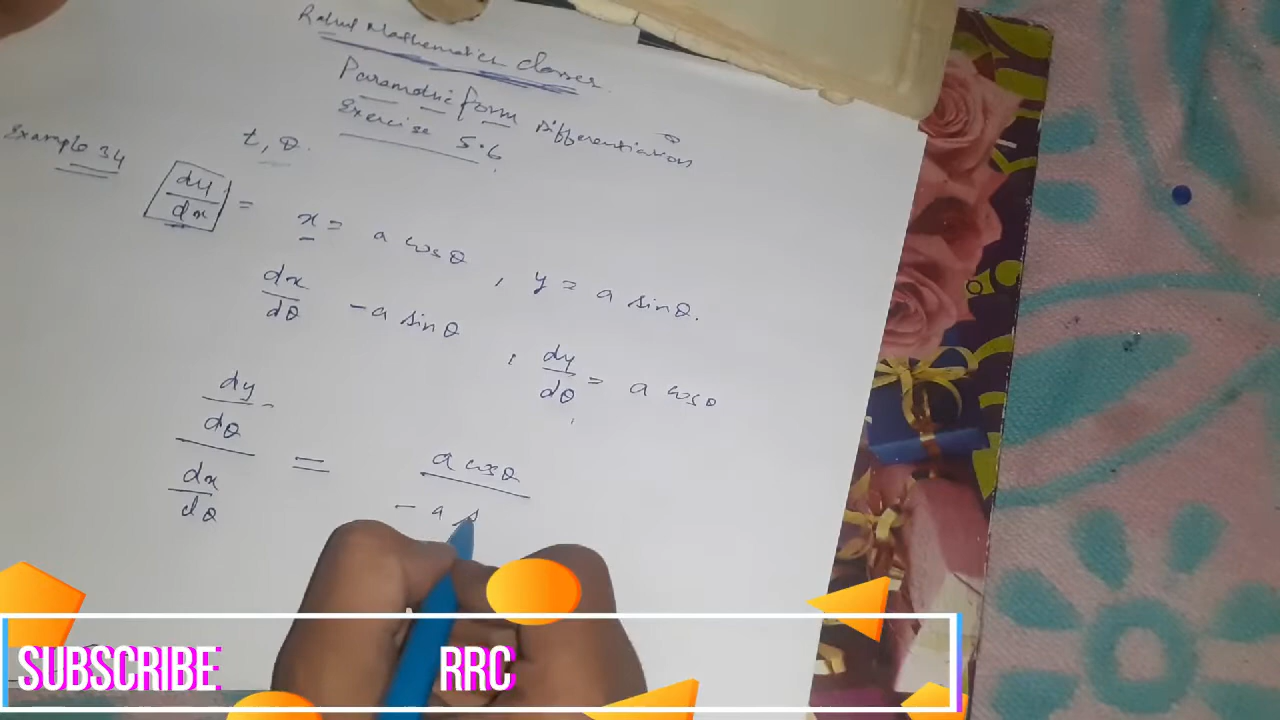 Rahul Mathematics Classes
Parametric form Differentiation
Exercise 5.6
Example 34
t, θ.
dy/dx = x = a cosθ , y = a sinθ.
dx/dθ -a sinθ , dy/dθ = a cosθ
dy/dθ / dx/dθ = a cosθ / - a s
SUBSCRIBE RRC